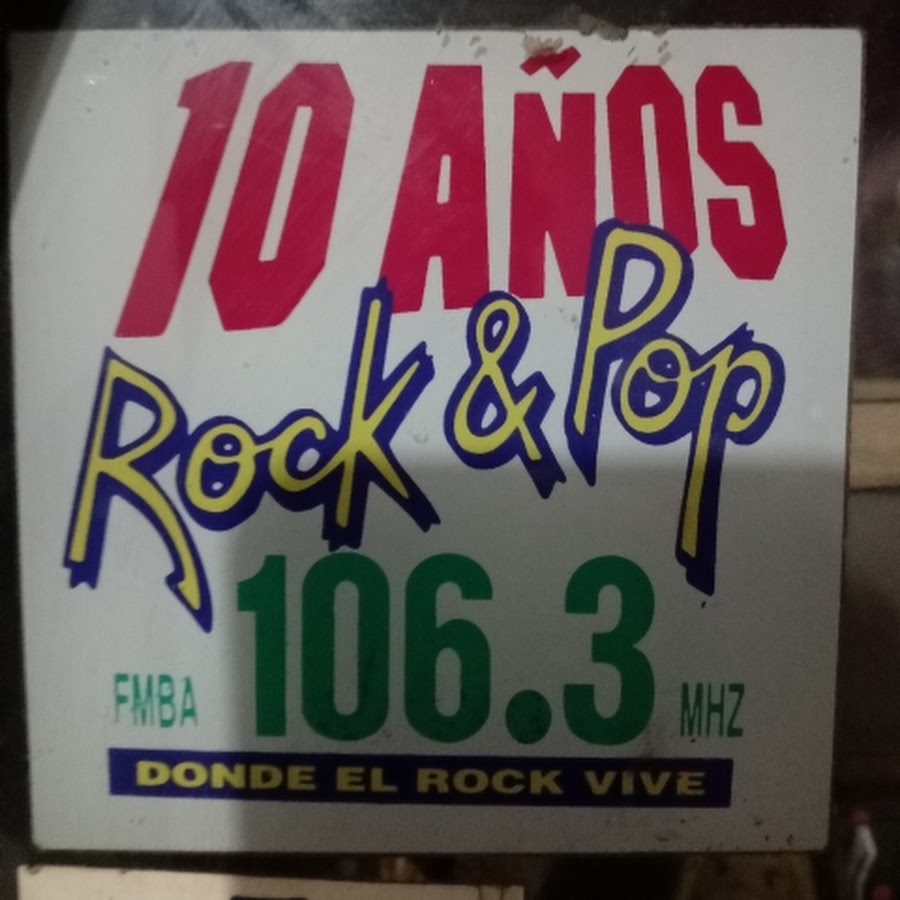 10 AÑOS
Rock & Pop
FMBA 106.3 MHZ
DONDE EL ROCK VIVE